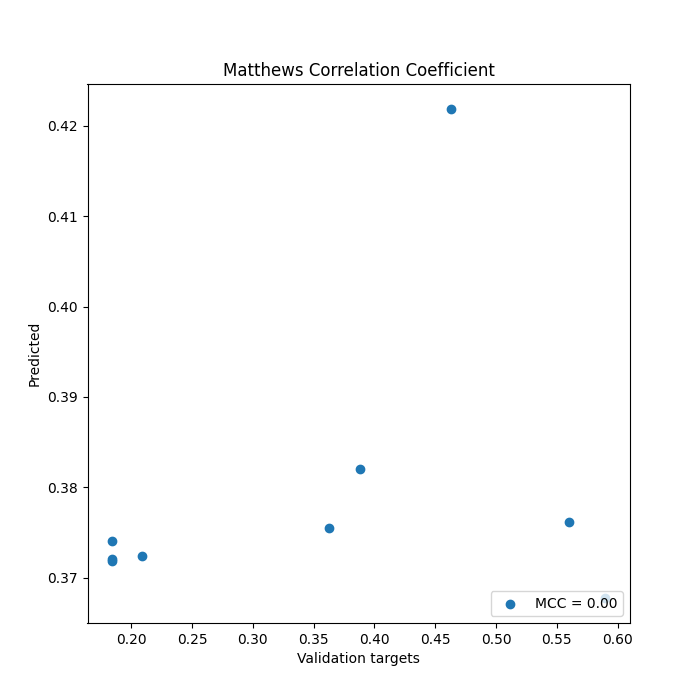 Matthews Correlation Coefficient
0.42
0.41
0.40
0.39
0.38
0.37
Predicted
MCC = 0.00
0.20 0.25 0.30 0.35 0.40 0.45 0.50 0.55 0.60
Validation targets